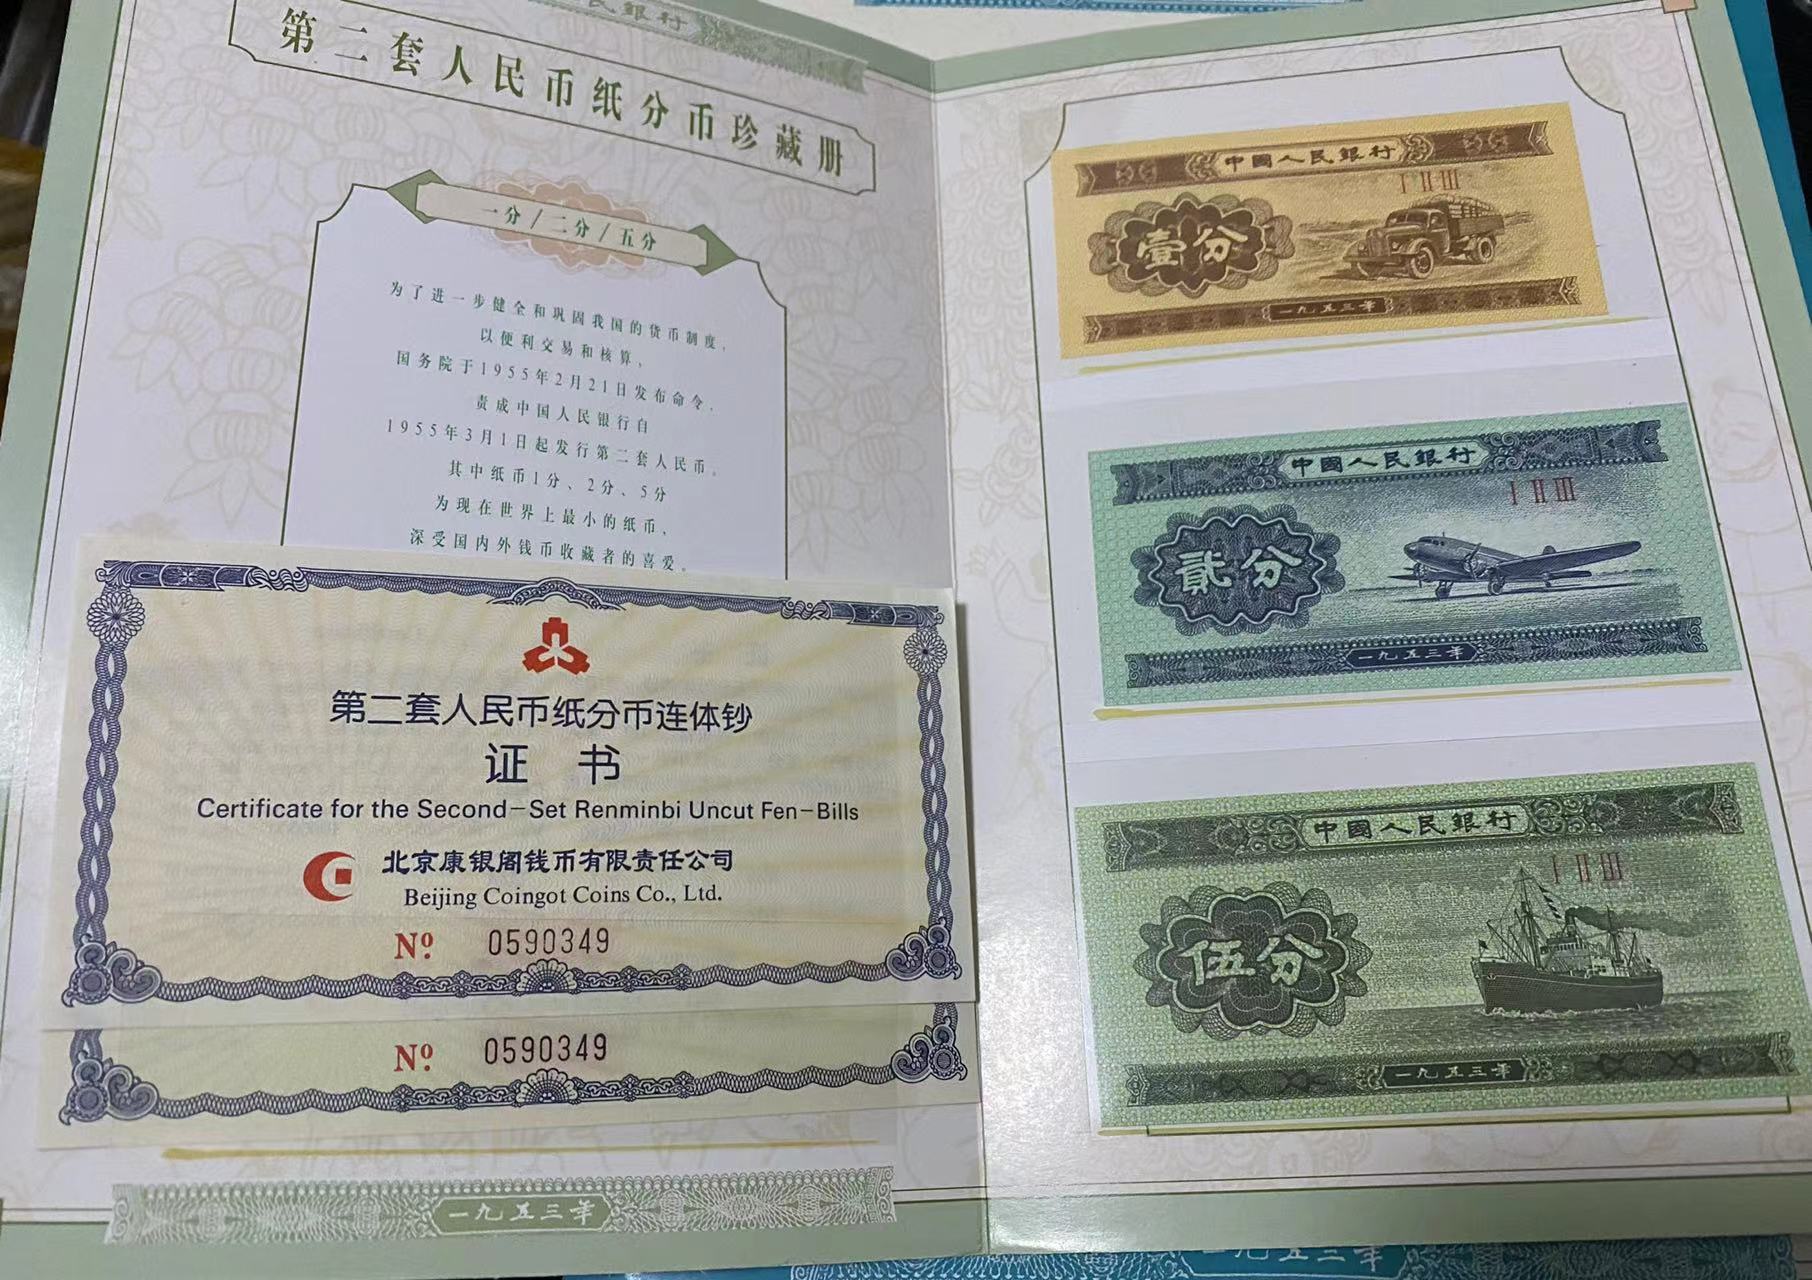 民銀行
第二套人民币纸分币珍藏册
一分/二分/五分
为了进一步健全和巩固我国的货币制度，
以便利交易和核算，
国务院于1955年2月21日发布命令，
责成中国人民银行自
1955年3月1日起发行第二套人民币。
其中纸币1分、2分、5分
为现在世界上最小的纸币，
深受国内外钱币收藏者的喜爱。
第二套人民币纸分币连体钞
证 书
Certificate for the Second-Set Renminbi Uncut Fen-Bills
北京康银阁钱币有限责任公司
Beijing Coingot Coins Co., Ltd.
Nº 0590349
Nº 0590349
一九五三年
中國人民銀行
ⅠⅡⅢ
壹分
一九五三年
中國人民銀行
ⅠⅡⅢ
貳分
一九五三年
中國人民銀行
ⅠⅡⅢ
伍分
一九五三年
一九五三年